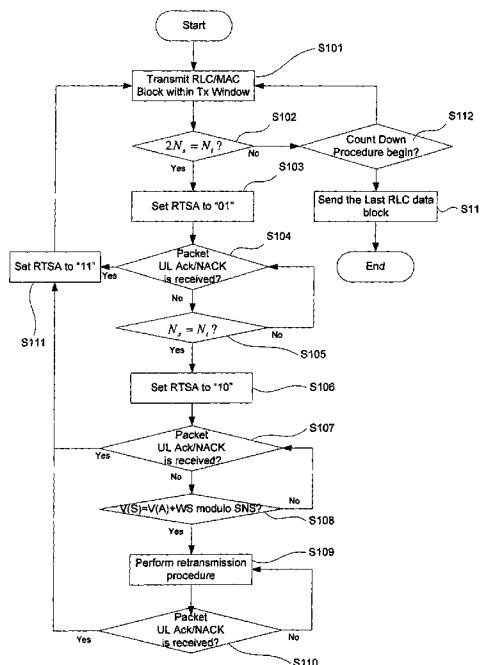 Start
S101
Transmit RLC/MAC
Block within Tx Window
S102
2Nₛ = Nₜ ?
No
Yes
S112
Count Down
Procedure begin?
S103
Set RTSA to "01"
Send the Last RLC data
block
S11
End
S104
Packet
UL Ack/NACK
is received?
Yes
No
Set RTSA to "11"
S111
Nₛ = Nₜ ?
No
Yes
S105
S106
Set RTSA to "10"
S107
Packet
UL Ack/NACK
is received?
Yes
No
V(S)=V(A)+WS modulo SNS?
No
S108
Yes
S109
Perform retransmission
procedure
Packet
UL Ack/NACK
is received?
Yes
No
S110